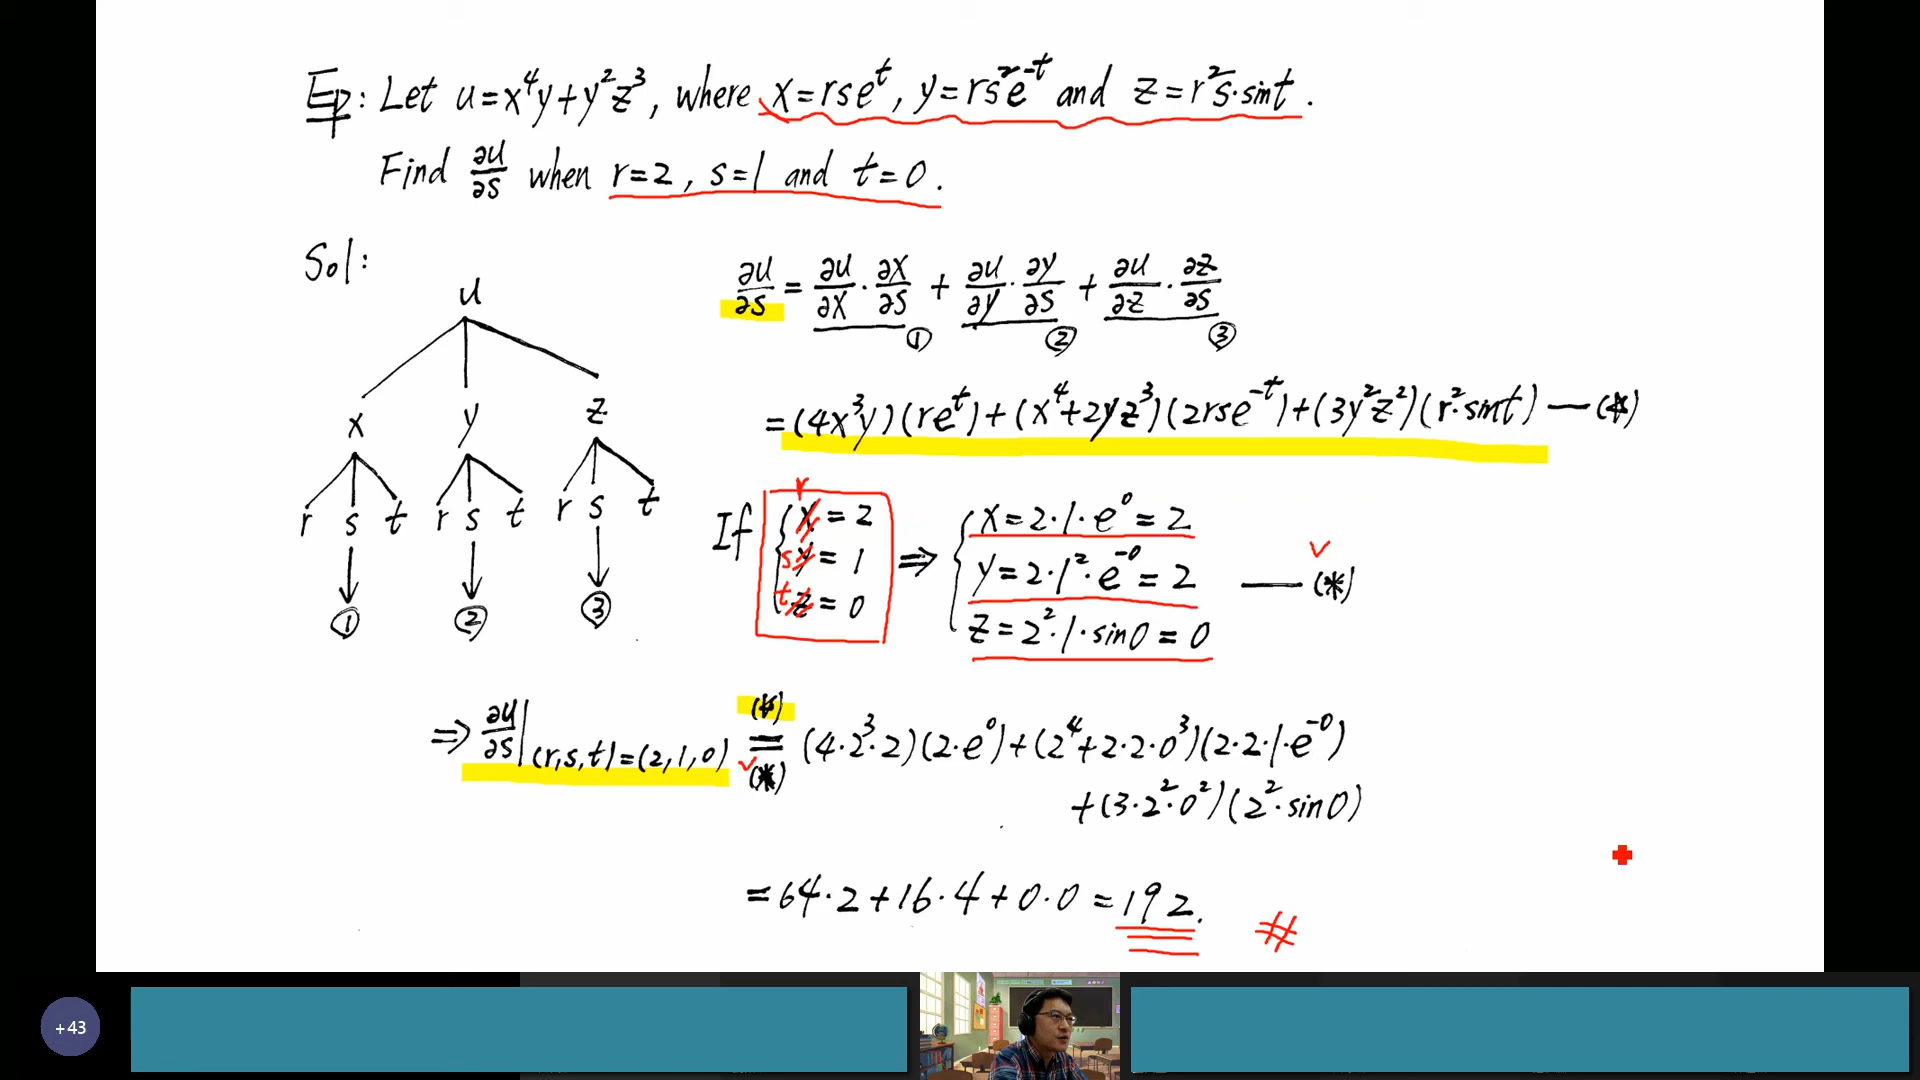 Ex: Let u=x⁴y+y²z³, where x=rse^t, y=rs²e^-t and z=r²s·sint.
Find ∂u/∂s when r=2, s=1 and t=0.
Sol:
u
x y z
r s t r s t r s t
① ② ③
∂u/∂s = ∂u/∂x · ∂x/∂s + ∂u/∂y · ∂y/∂s + ∂u/∂z · ∂z/∂s
① ② ③
= (4x³y)(re^t)+(x⁴+2yz³)(2rse^-t)+(3y²z²)(r²·sint) —(*)
If { x = 2 ⇒ { x=2·1·e⁰=2
r
y = 1 y=2·1²·e^-0=2 — (*)
s
z = 0 z=2²·1·sin0=0
t
⇒ ∂u/∂s |(r,s,t)=(2,1,0) (*)=(*) (4·2³·2)(2·e⁰)+(2⁴+2·2·0³)(2·2·1·e^-0)
+(3·2²·0²)(2²·sin0)
=64·2+16·4+0·0=192. #
+43